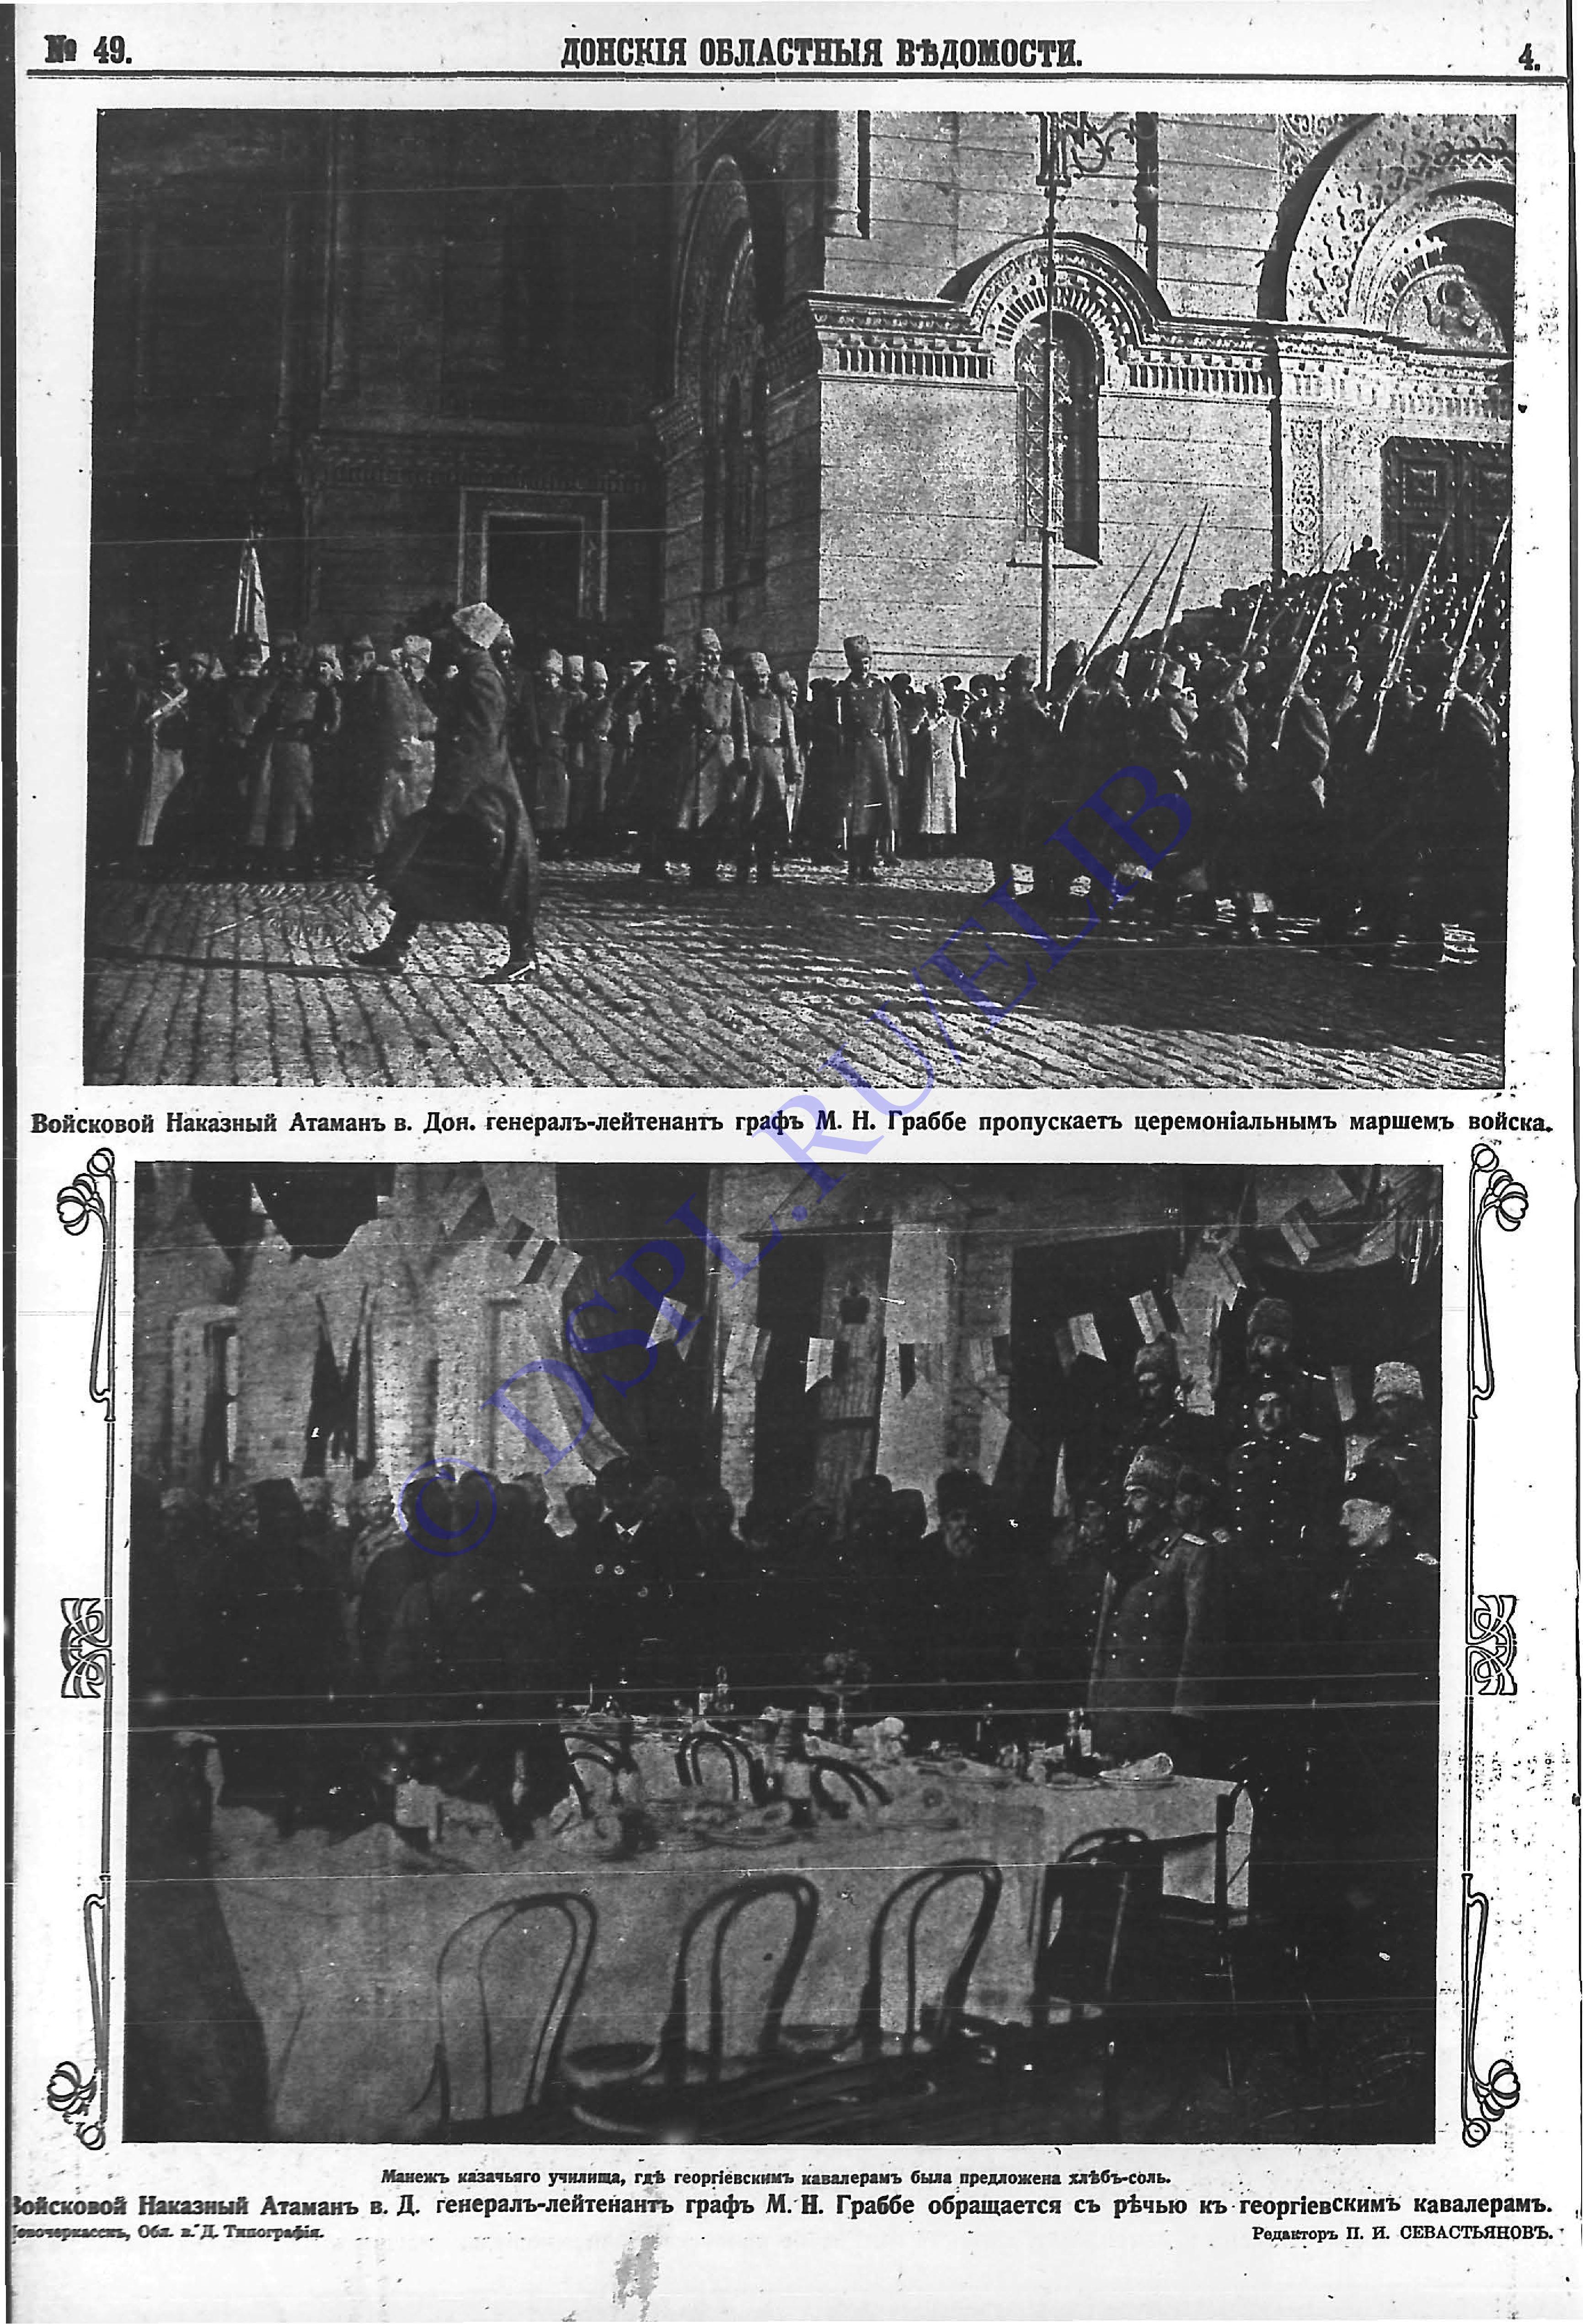 № 49.
ДОНСКІЯ ОБЛАСТНЫЯ ВѢДОМОСТИ.
4.
Войсковой Наказный Атаманъ в. Дон. генералъ-лейтенантъ графъ М. Н. Граббе пропускаетъ церемоніальнымъ маршемъ войска.
Манежъ казачьяго училища, гдѣ георгіевскимъ кавалерамъ была предложена хлѣбъ-соль.
Войсковой Наказный Атаманъ в. Д. генералъ-лейтенантъ графъ М. Н. Граббе обращается съ рѣчью къ георгіевскимъ кавалерамъ.
Новочеркасскъ, Обл. в. Д. Типографія.
Редакторъ П. И. СЕВАСТЬЯНОВЪ.
© DSPL.RU/ELIB